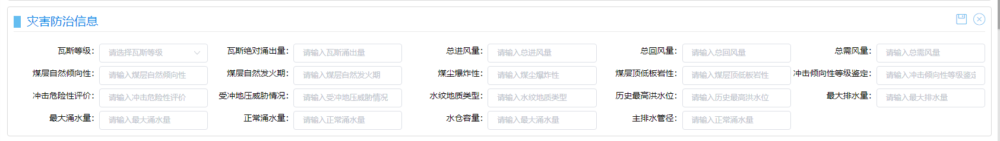 灾害防治信息
瓦斯等级： 请选择瓦斯等级 瓦斯绝对涌出量： 请输入瓦斯涌出量 总进风量： 请输入总进风量 总回风量： 请输入总回风量 总需风量： 请输入总需风量
煤层自然倾向性： 请输入煤层自然倾向性 煤层自然发火期： 请输入煤层自然发火期 煤尘爆炸性： 请输入煤尘爆炸性 煤层顶低板岩性： 请输入煤层顶低板岩性 冲击倾向性等级鉴定： 请输入冲击倾向性等级鉴定
冲击危险性评价： 请输入冲击危险性评价 受冲地压威胁情况： 请输入受冲地压威胁情况 水纹地质类型： 请输入水纹地质类型 历史最高洪水位： 请输入历史最高洪水位 最大排水量： 请输入最大排水量
最大涌水量： 请输入最大涌水量 正常涌水量： 请输入正常涌水量 水仓容量： 请输入最大涌水量 主排水管径： 请输入正常涌水量